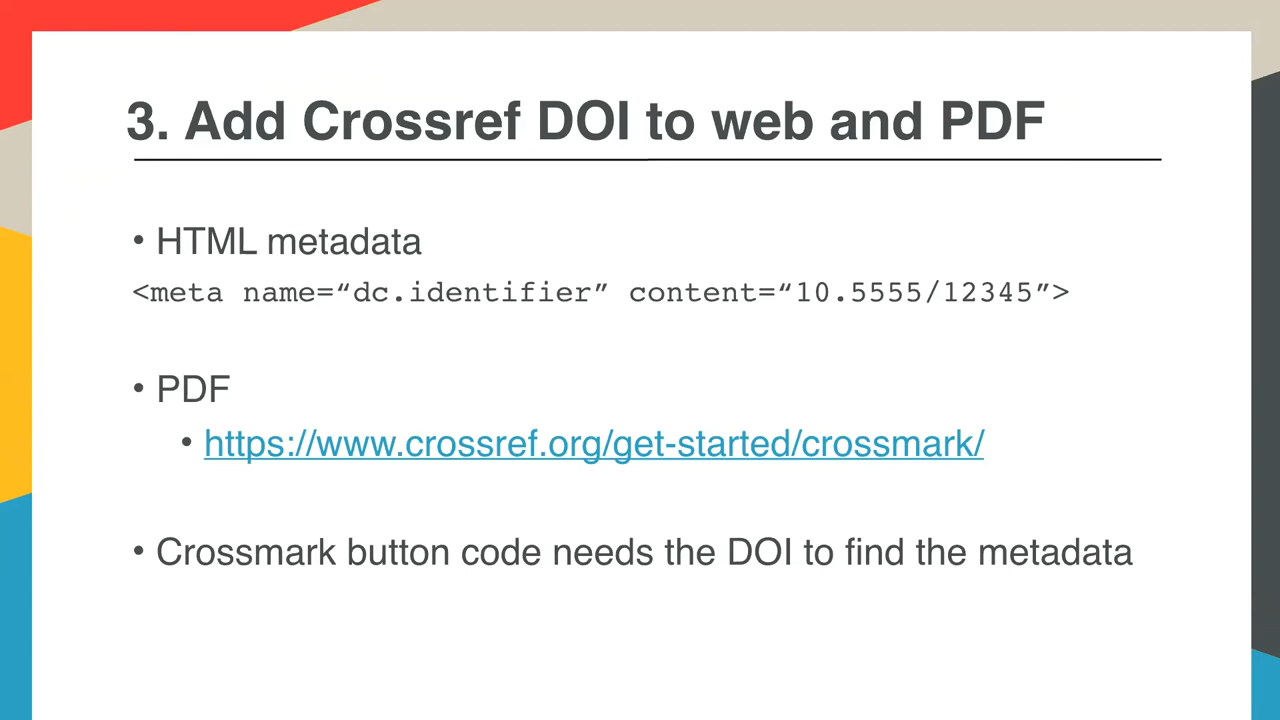 3. Add Crossref DOI to web and PDF
• HTML metadata
<meta name=“dc.identifier” content=“10.5555/12345”>
• PDF
• https://www.crossref.org/get-started/crossmark/
• Crossmark button code needs the DOI to find the metadata